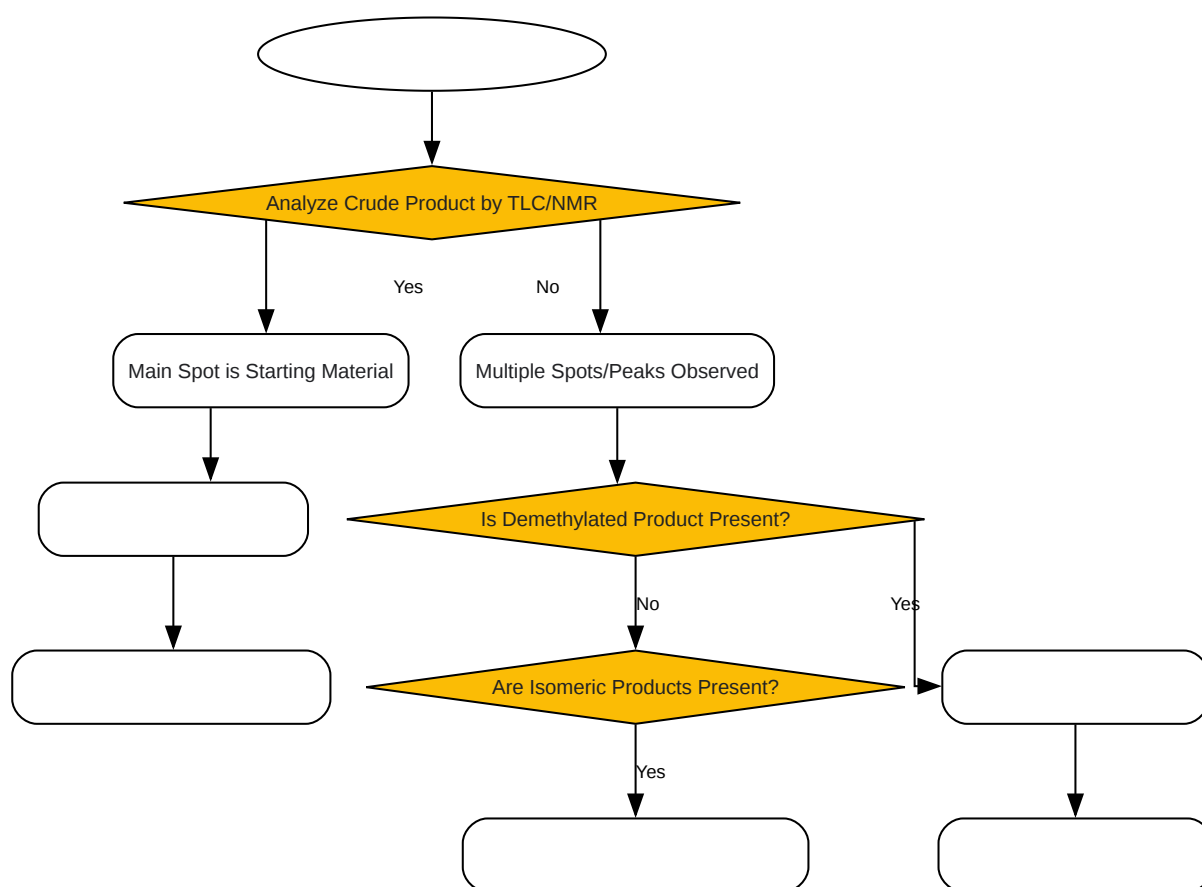 Analyze Crude Product by TLC/NMR
Yes
No
Main Spot is Starting Material
Multiple Spots/Peaks Observed
Is Demethylated Product Present?
No
Yes
Are Isomeric Products Present?
Yes